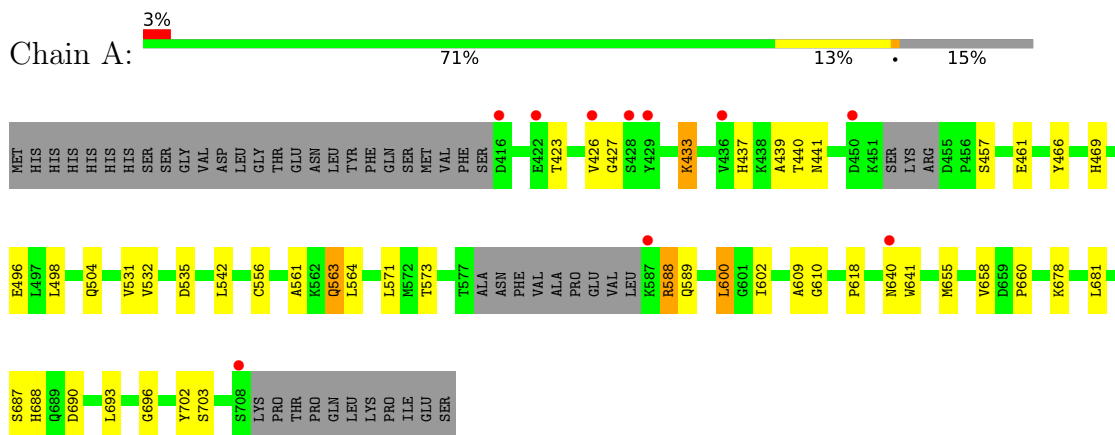 3%
Chain A:
71% 13% • 15%
MET HIS HIS HIS HIS HIS HIS SER SER GLY VAL ASP LEU GLY THR GLU ASN LEU TYR PHE GLN SER MET VAL PHE SER D416 E422 T423 V426 G427 S428 Y429 K433 V436 H437 K438 A439 T440 N441 D450 K451 SER LYS ARG D455 P456 S457 E461 Y466 H469
E496 L497 L498 Q504 V531 V532 D535 L542 C556 A561 K562 Q563 L564 L571 M572 T573 T577 ALA ASN PHE VAL ALA PRO GLU VAL LEU K587 R588 Q589 L600 G601 I602 A609 G610 P618 N640 W641 M655 V658 D659 P660 K678 L681
S687 H688 Q689 D690 L693 G696 Y702 S703 S708 LYS PRO THR PRO GLN LEU LYS PRO ILE GLU SER